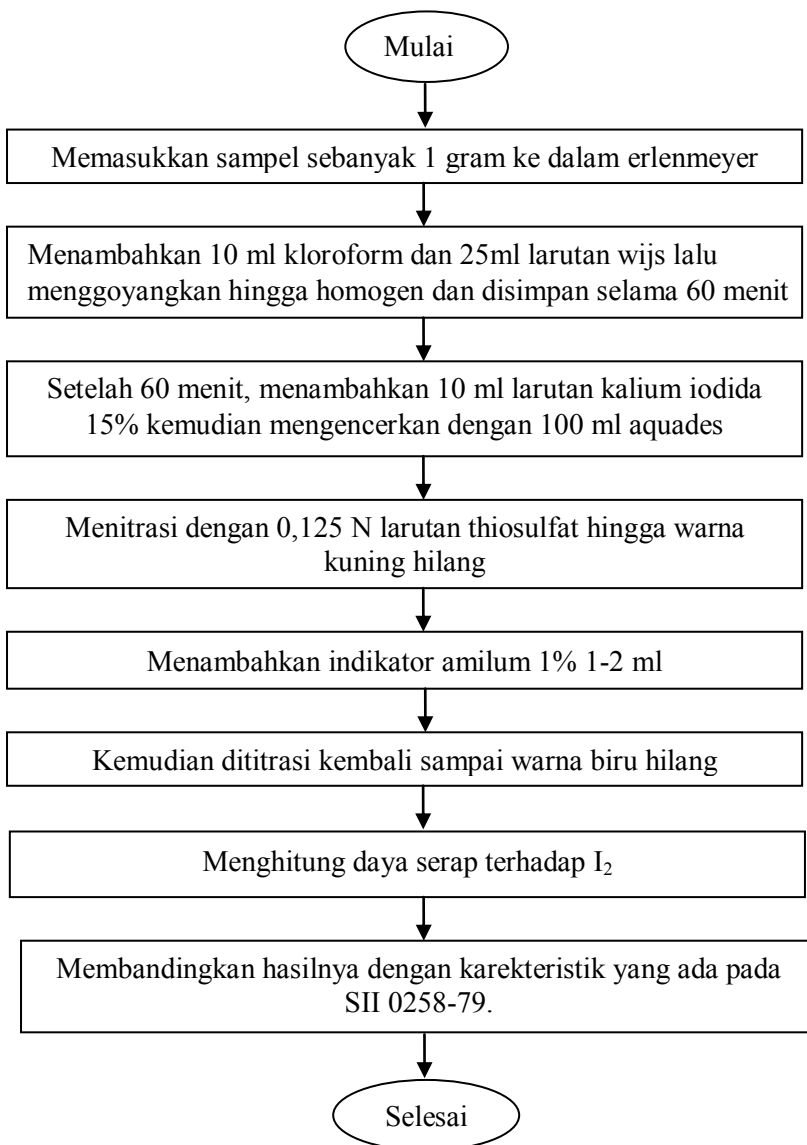 Mulai
Memasukkan sampel sebanyak 1 gram ke dalam erlenmeyer
Menambahkan 10 ml kloroform dan 25ml larutan wijs lalu
menggoyangkan hingga homogen dan disimpan selama 60 menit
Setelah 60 menit, menambahkan 10 ml larutan kalium iodida
15% kemudian mengencerkan dengan 100 ml aquades
Menitrasi dengan 0,125 N larutan thiosulfat hingga warna
kuning hilang
Menambahkan indikator amilum 1% 1-2 ml
Kemudian dititrasi kembali sampai warna biru hilang
Menghitung daya serap terhadap I₂
Membandingkan hasilnya dengan karekteristik yang ada pada
SII 0258-79.
Selesai